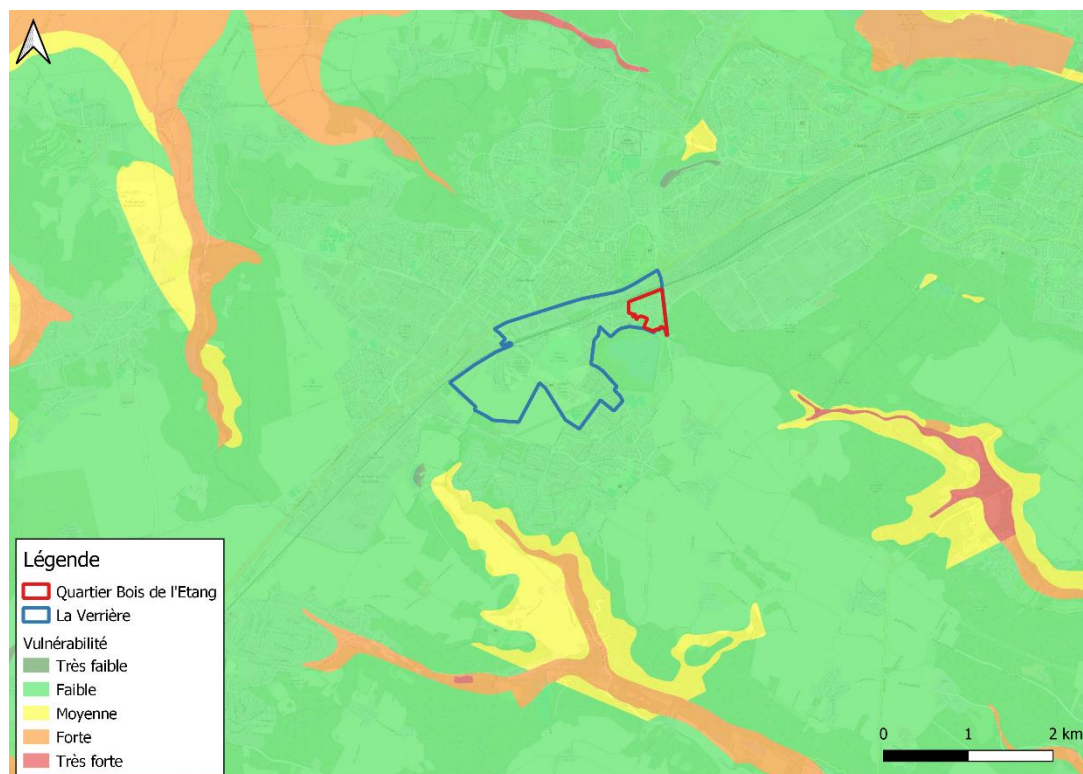 Légende
Quartier Bois de l'Etang
La Verrière
Vulnérabilité
Très faible
Faible
Moyenne
Forte
Très forte
0 1 2 km